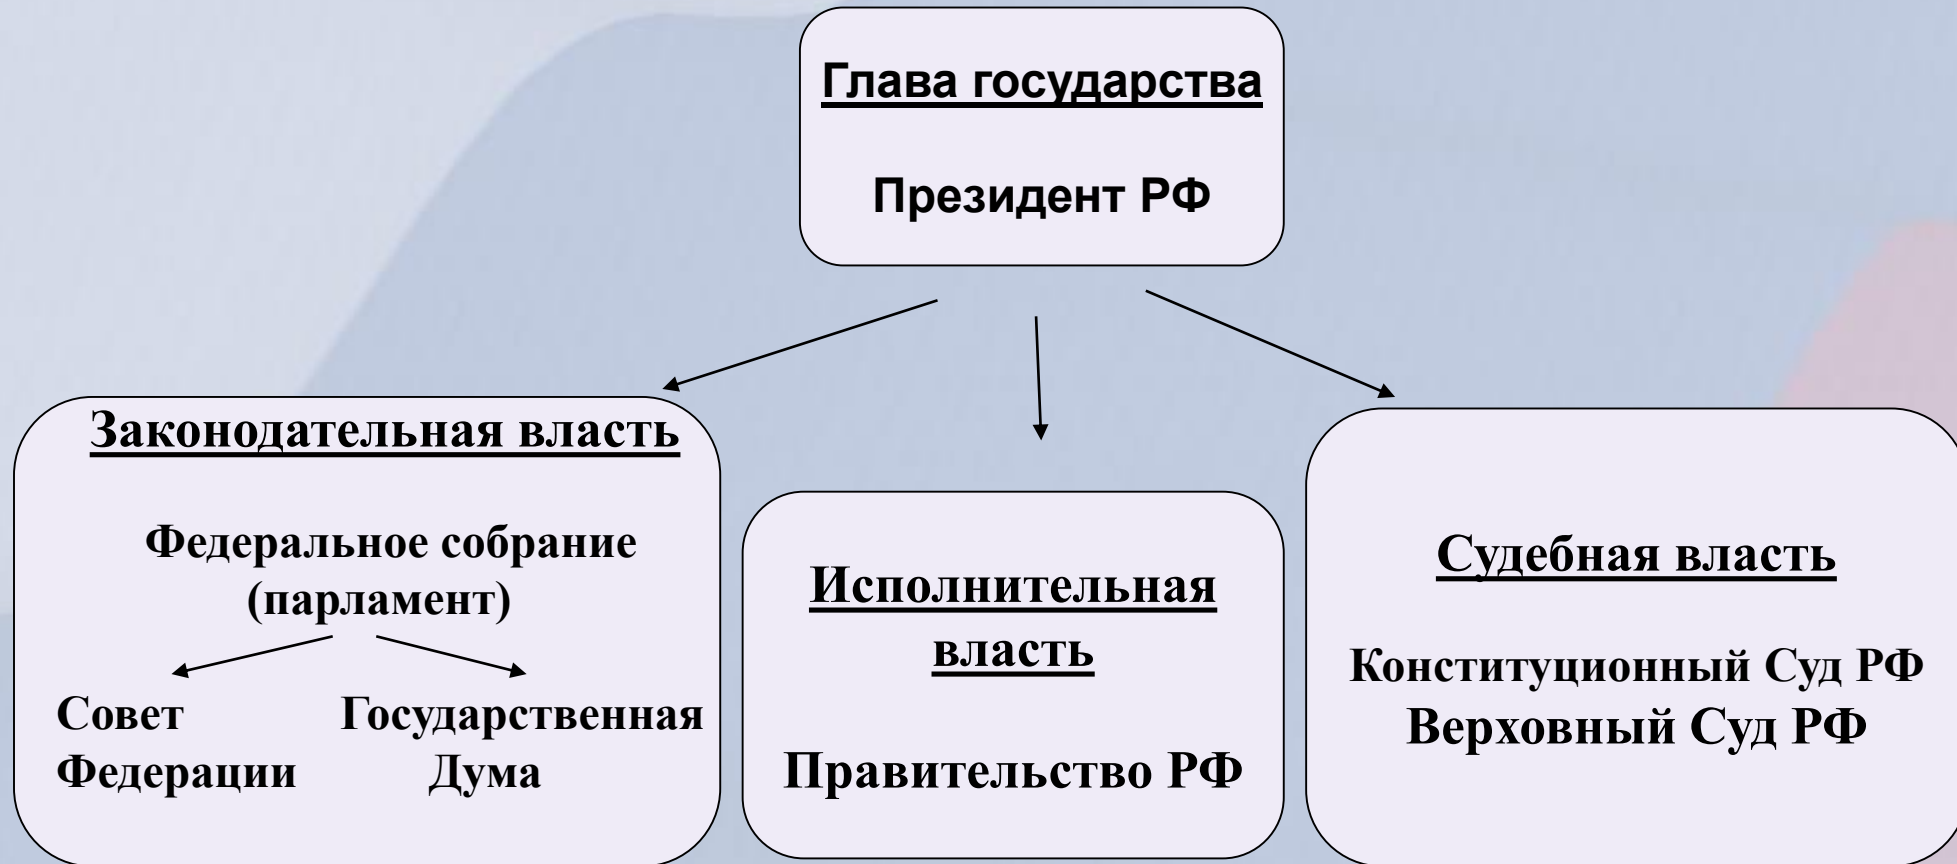 Глава государства
Президент РФ
Законодательная власть
Федеральное собрание
(парламент)
Совет
Федерации
Государственная
Дума
Исполнительная
власть
Правительство РФ
Судебная власть
Конституционный Суд РФ
Верховный Суд РФ